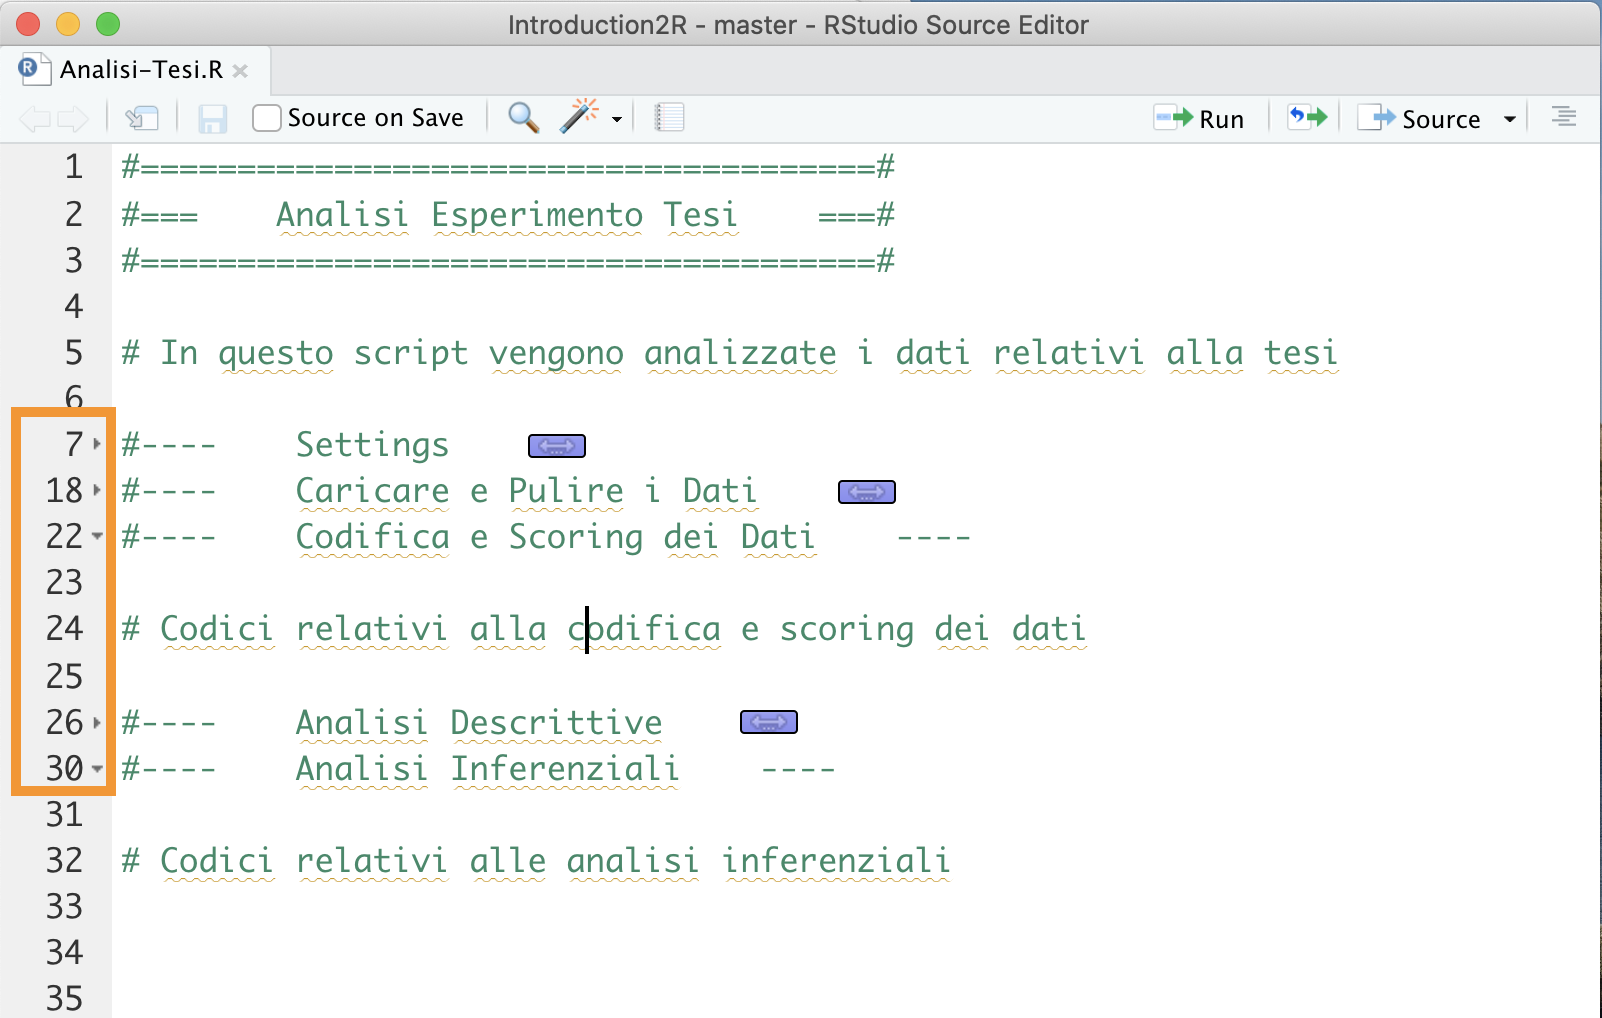 Introduction2R - master - RStudio Source Editor
Analisi-Tesi.R
Source on Save Run Source
1 #======================================#
2 #===    Analisi Esperimento Tesi    ===#
3 #======================================#
4
5 # In questo script vengono analizzate i dati relativi alla tesi
6
7 #----    Settings
18 #----    Caricare e Pulire i Dati
22 #----    Codifica e Scoring dei Dati    ----
23
24 # Codici relativi alla codifica e scoring dei dati
25
26 #----    Analisi Descrittive
30 #----    Analisi Inferenziali    ----
31
32 # Codici relativi alle analisi inferenziali
33
34
35